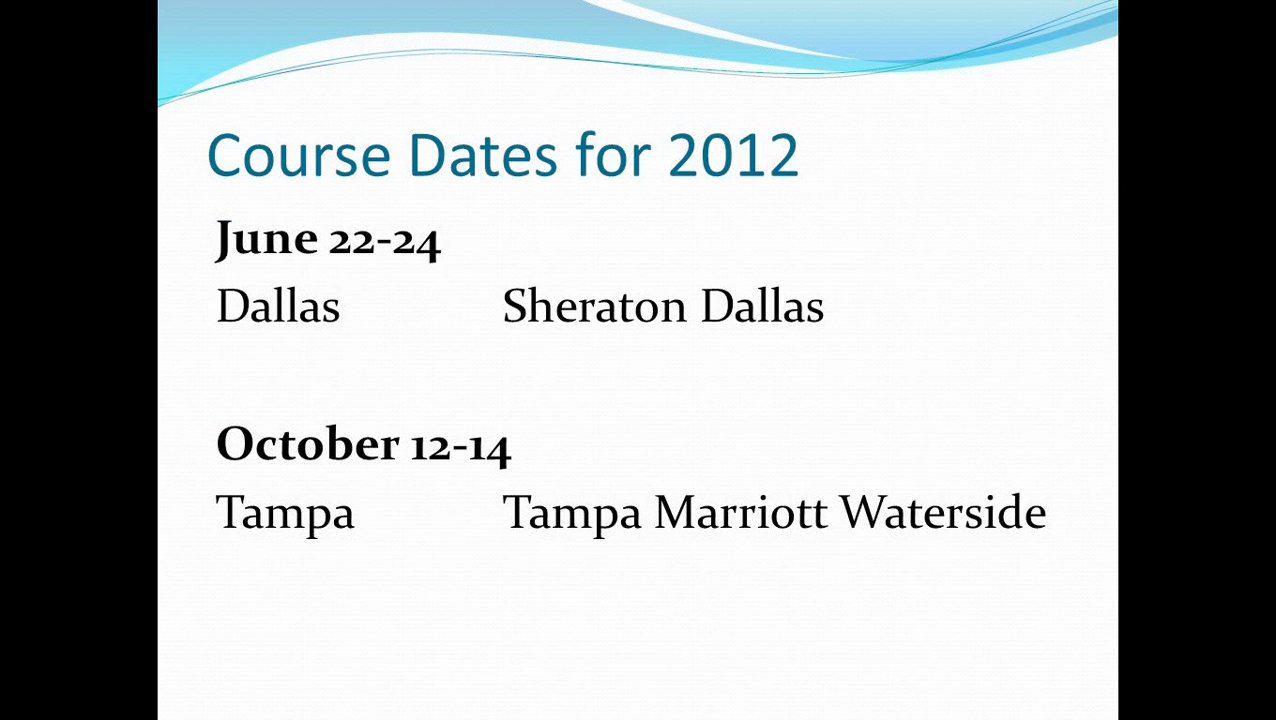 Course Dates for 2012
June 22-24
Dallas Sheraton Dallas
October 12-14
Tampa Tampa Marriott Waterside